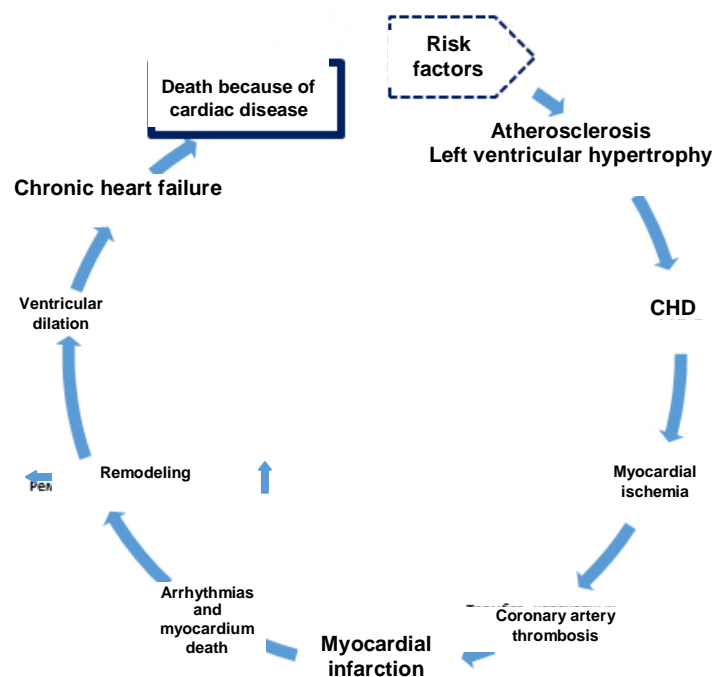 Risk
factors
Atherosclerosis
Left ventricular hypertrophy
CHD
Myocardial
ischemia
Coronary artery
thrombosis
Myocardial
infarction
Arrhythmias
and
myocardium
death
Remodeling
Ventricular
dilation
Chronic heart failure
Death because of
cardiac disease